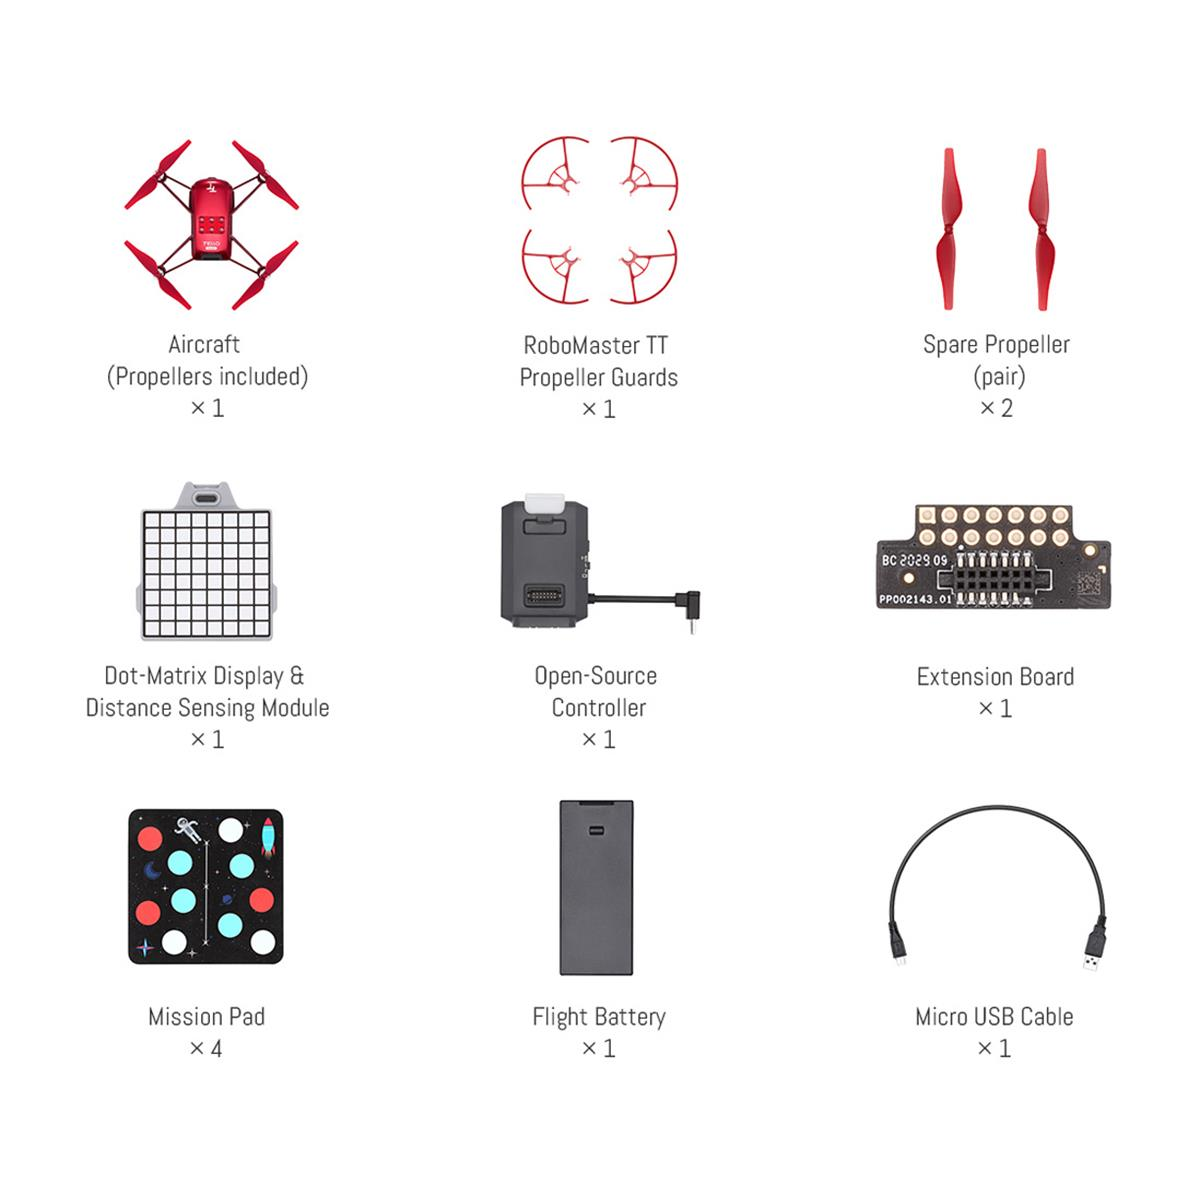 TELLO
Aircraft
(Propellers included)
× 1
RoboMaster TT
Propeller Guards
× 1
Spare Propeller
(pair)
× 2
BC 2029 09
PP002143.01
Dot-Matrix Display &
Distance Sensing Module
× 1
Open-Source
Controller
× 1
Extension Board
× 1
Mission Pad
× 4
Flight Battery
× 1
Micro USB Cable
× 1